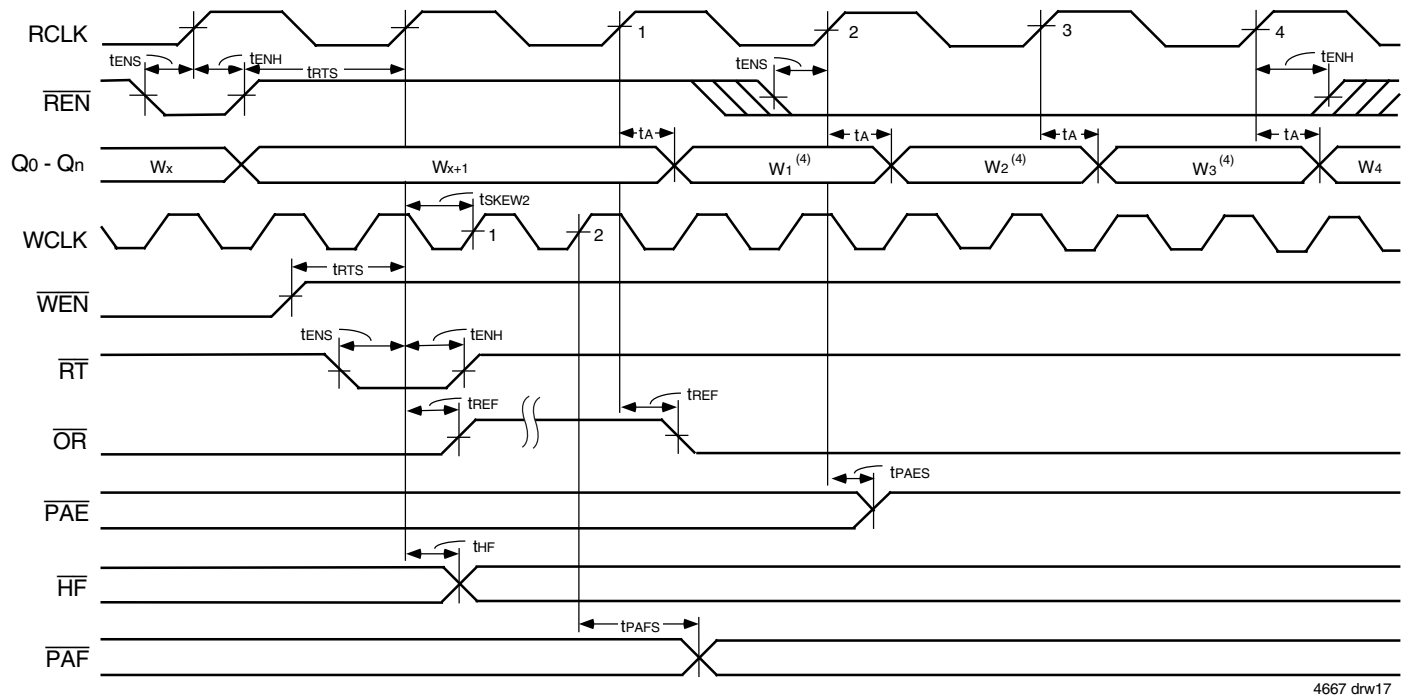 RCLK 1 2 3 4
tENS tENH tRTS tENS tENH
REN
tA tA tA tA
Q0 - Qn Wx Wx+1 W1(4) W2(4) W3(4) W4
tSKEW2
WCLK 1 2
tRTS
WEN
tENS tENH
RT
tREF tREF
OR
tPAES
PAE
tHF
HF
tPAFS
PAF
4667 drw17